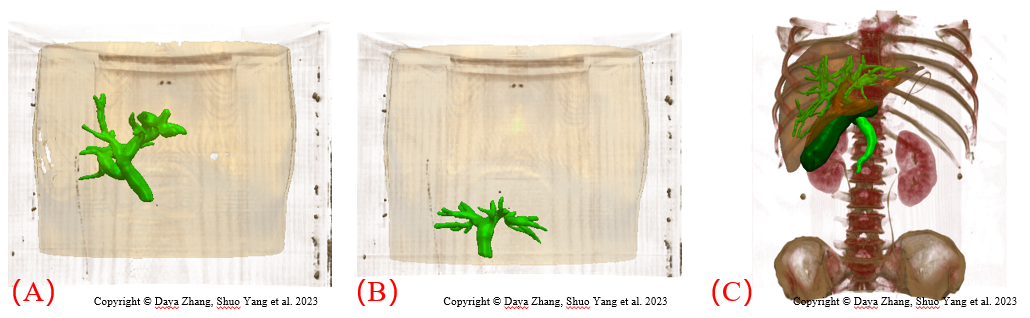 (A)
Copyright © Daya Zhang, Shuo Yang et al. 2023
(B)
Copyright © Daya Zhang, Shuo Yang et al. 2023
(C)
Copyright © Daya Zhang, Shuo Yang et al. 2023